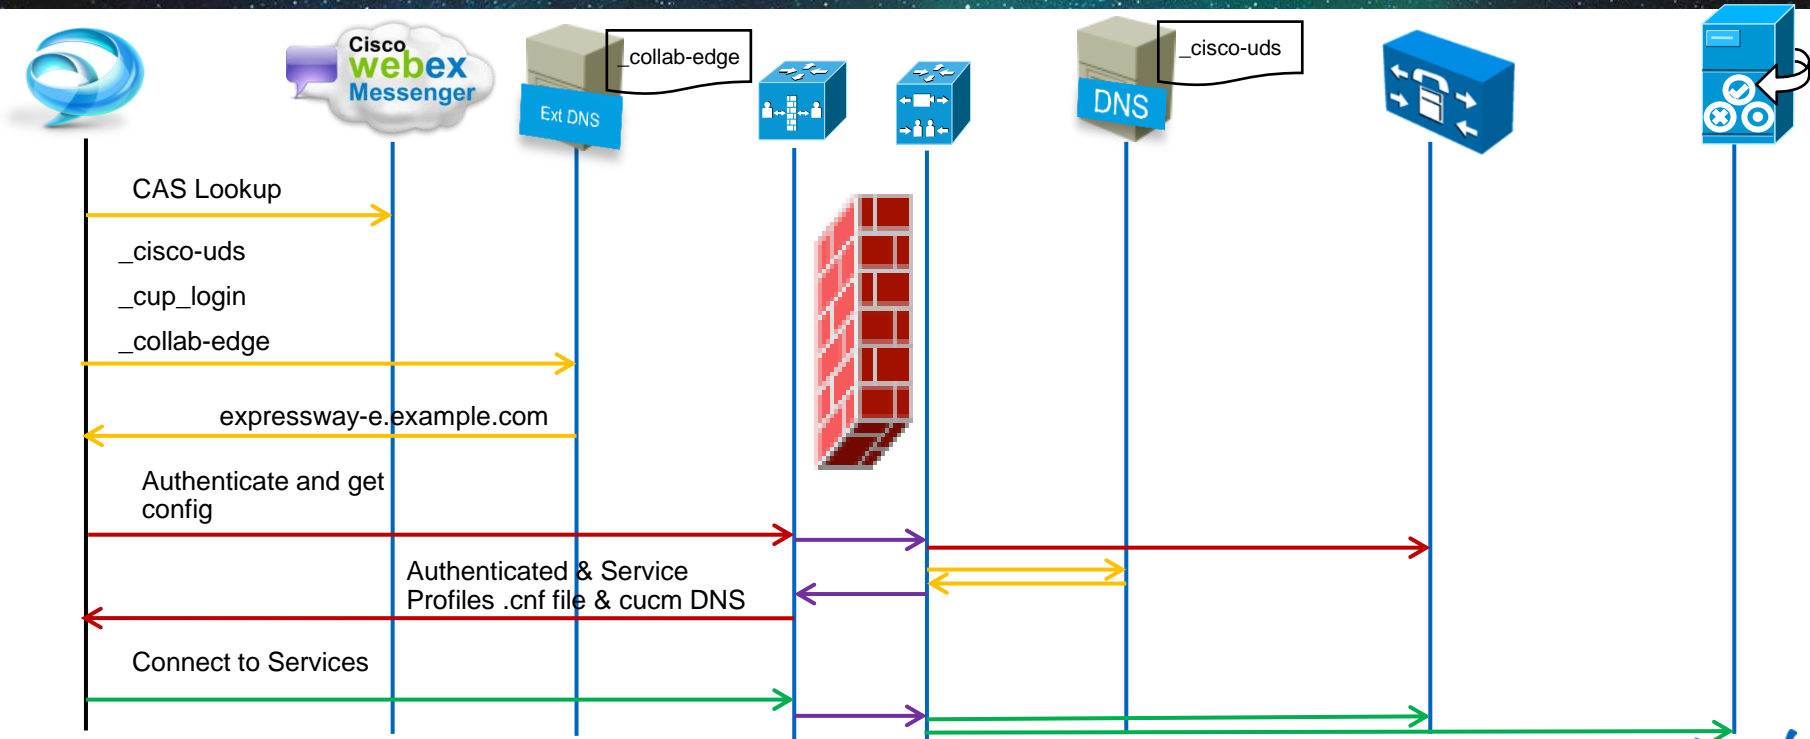 Cisco
webex
Messenger
Ext DNS
_collab-edge
DNS
_cisco-uds
CAS Lookup
_cisco-uds
_cup_login
_collab-edge
expressway-e.example.com
Authenticate and get
config
Authenticated & Service
Profiles .cnf file & cucm DNS
Connect to Services